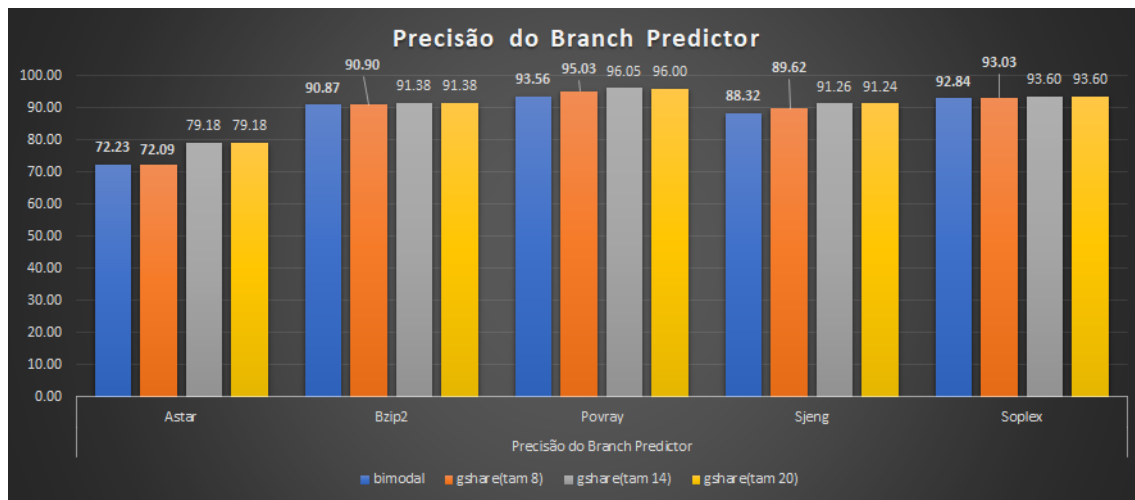 Precisão do Branch Predictor
100.00
90.00
80.00
70.00
60.00
50.00
40.00
30.00
20.00
10.00
0.00
72.23 72.09 79.18 79.18
90.87 90.90 91.38 91.38
93.56 95.03 96.05 96.00
88.32 89.62 91.26 91.24
92.84 93.03 93.60 93.60
Astar Bzip2 Povray Sjeng Soplex
Precisão do Branch Predictor
bimodal gshare(tam 8) gshare(tam 14) gshare(tam 20)